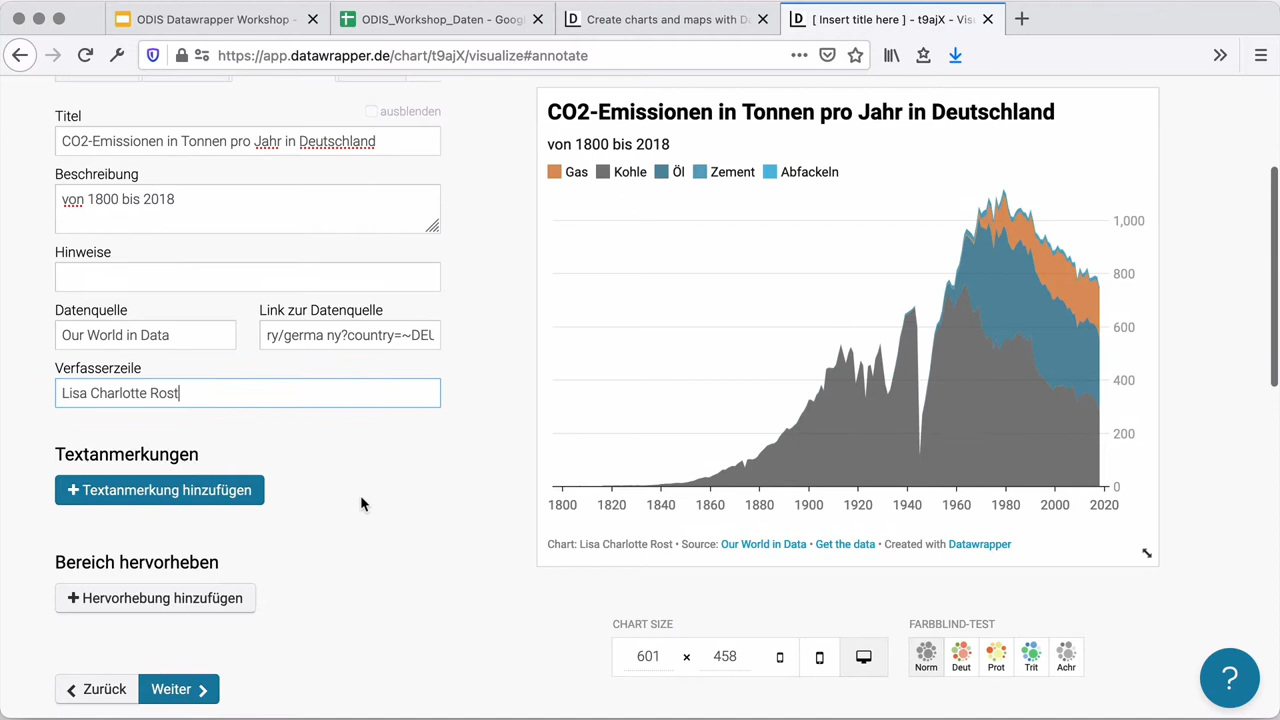 ODIS Datawrapper Workshop -
ODIS_Workshop_Daten - Goog
Create charts and maps with D
[ Insert title here ] - t9ajX - Vis
https://app.datawrapper.de/chart/t9ajX/visualize#annotate
Titel
ausblenden
CO2-Emissionen in Tonnen pro Jahr in Deutschland
Beschreibung
von 1800 bis 2018
Hinweise
Datenquelle
Link zur Datenquelle
Our World in Data
ry/germa ny?country=~DEU
Verfasserzeile
Lisa Charlotte Rost
Textanmerkungen
+ Textanmerkung hinzufügen
Bereich hervorheben
+ Hervorhebung hinzufügen
Zurück
Weiter
CO2-Emissionen in Tonnen pro Jahr in Deutschland
von 1800 bis 2018
Gas Kohle Öl Zement Abfackeln
1,000
800
600
400
200
0
1800 1820 1840 1860 1880 1900 1920 1940 1960 1980 2000 2020
Chart: Lisa Charlotte Rost • Source: Our World in Data • Get the data • Created with Datawrapper
CHART SIZE
601 × 458
FARBBLIND-TEST
Norm Deut Prot Trit Achr
?